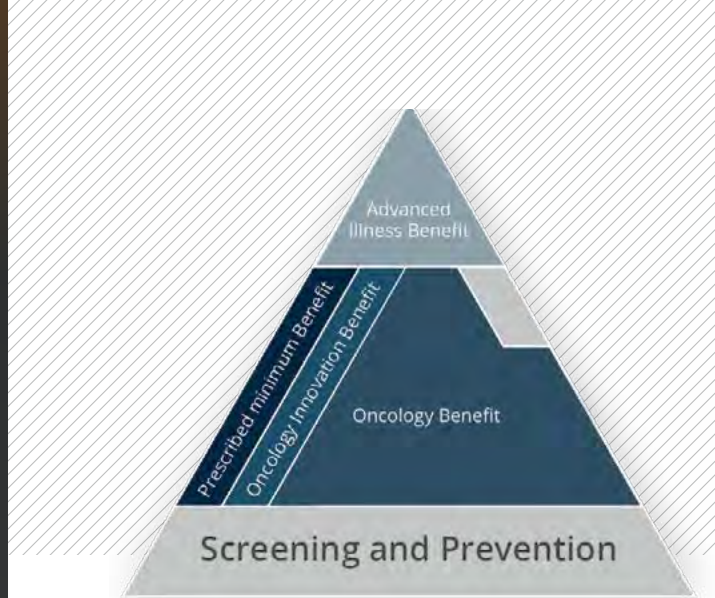 Advanced
Illness Benefit
Prescribed minimum Benefit
Oncology Innovation Benefit
Oncology Benefit
Screening and Prevention